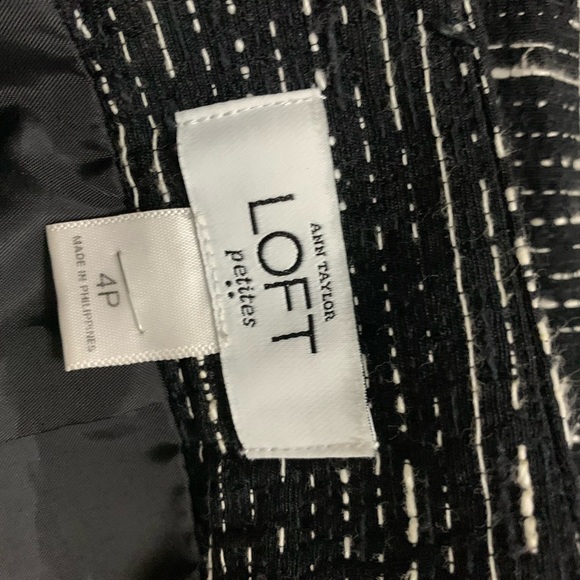 ANN TAYLOR
LOFT
petites
4P
MADE IN PHILIPPINES